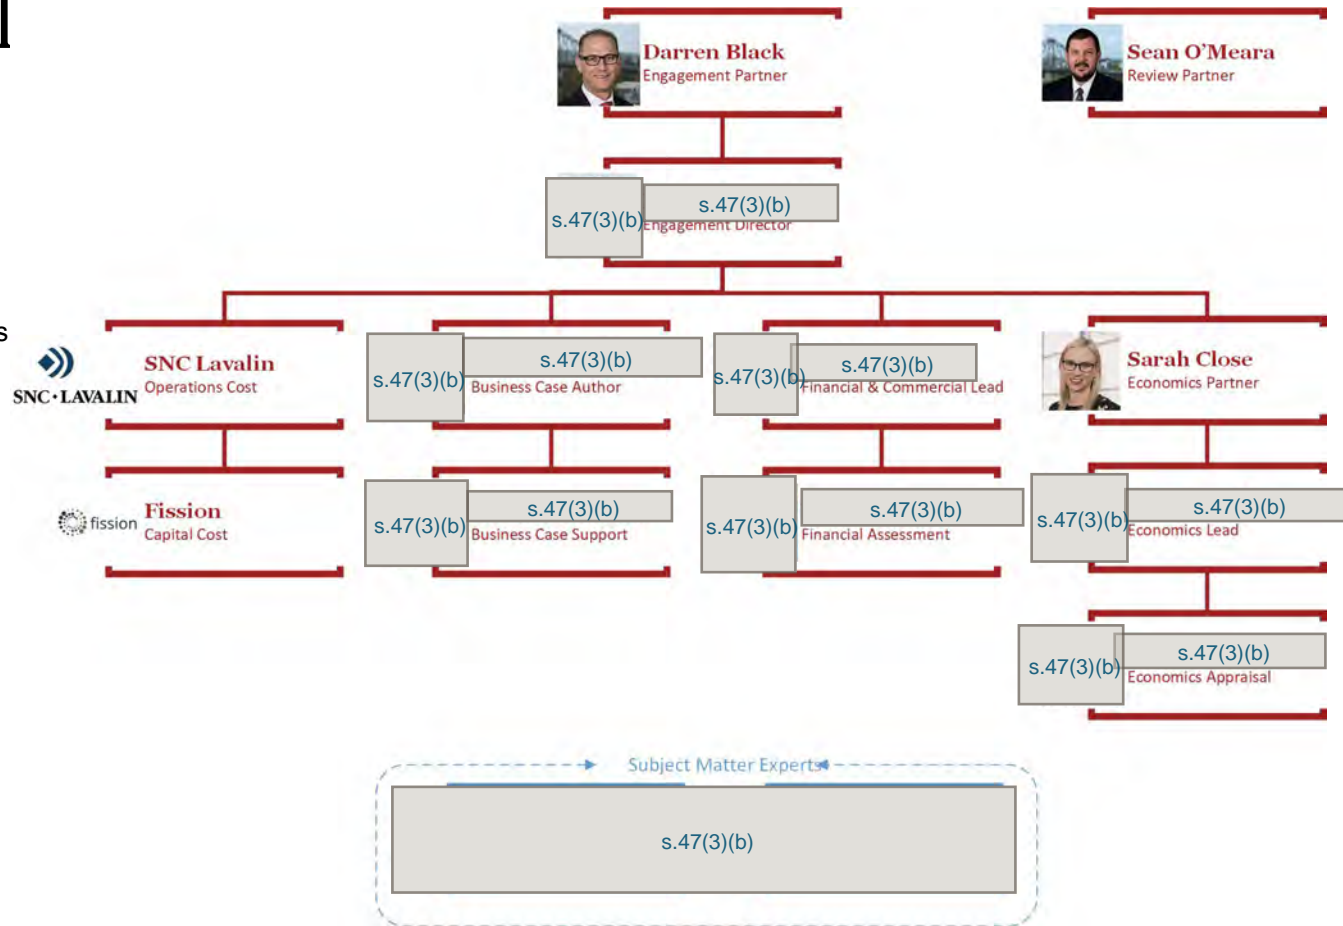 Darren Black
Engagement Partner
Sean O'Meara
Review Partner
s.47(3)(b)
s.47(3)(b)
Engagement Director
s
SNC•LAVALIN
SNC Lavalin
Operations Cost
s.47(3)(b)
s.47(3)(b)
Business Case Author
s.47(3)(b)
s.47(3)(b)
Financial & Commercial Lead
Sarah Close
Economics Partner
fission
Fission
Capital Cost
s.47(3)(b)
s.47(3)(b)
Business Case Support
s.47(3)(b)
s.47(3)(b)
Financial Assessment
s.47(3)(b)
s.47(3)(b)
Economics Lead
s.47(3)(b)
s.47(3)(b)
Economics Appraisal
Subject Matter Experts
s.47(3)(b)